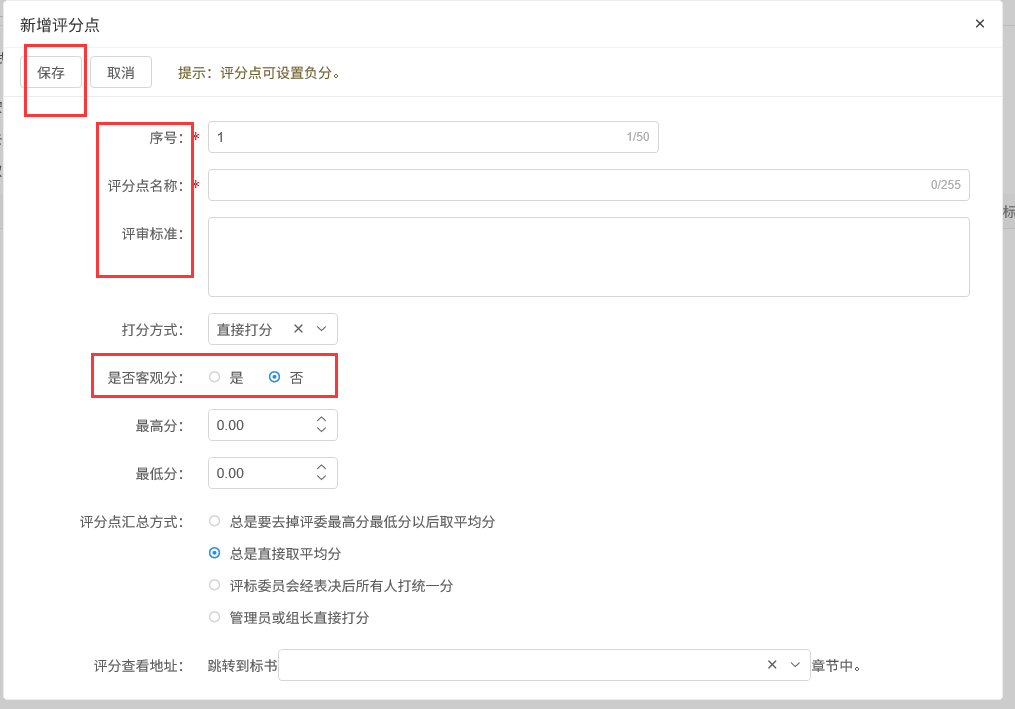 新增评分点
保存 取消 提示：评分点可设置负分。
序号：* 1 1/50
评分点名称：* 0/255
标
评审标准：
打分方式： 直接打分
是否客观分： 是 否
最高分： 0.00
最低分： 0.00
评分点汇总方式： 总是要去掉评委最高分最低分以后取平均分
总是直接取平均分
评标委员会经表决后所有人打统一分
管理员或组长直接打分
评分查看地址： 跳转到标书 章节中。